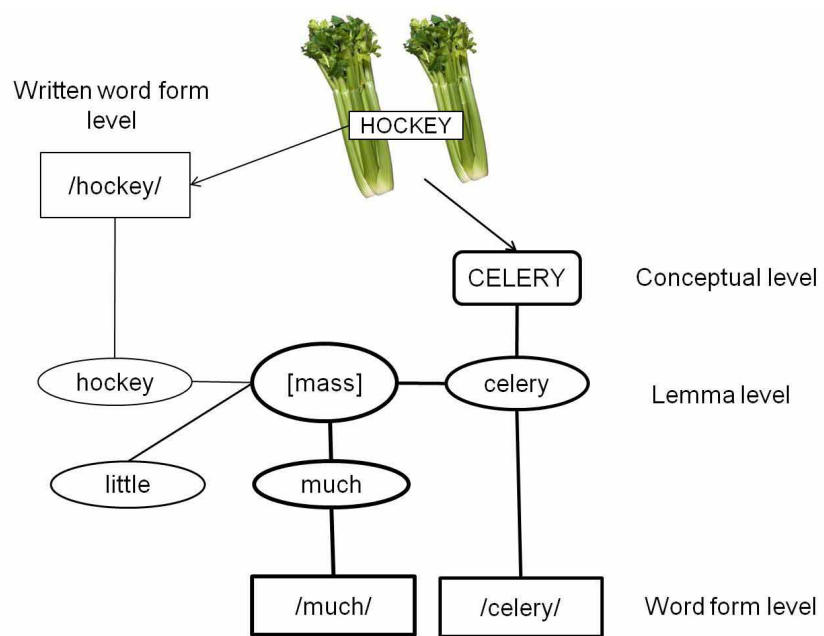 Written word form
level
HOCKEY
/hockey/
CELERY
Conceptual level
hockey
[mass]
celery
Lemma level
little
much
/much/
/celery/
Word form level